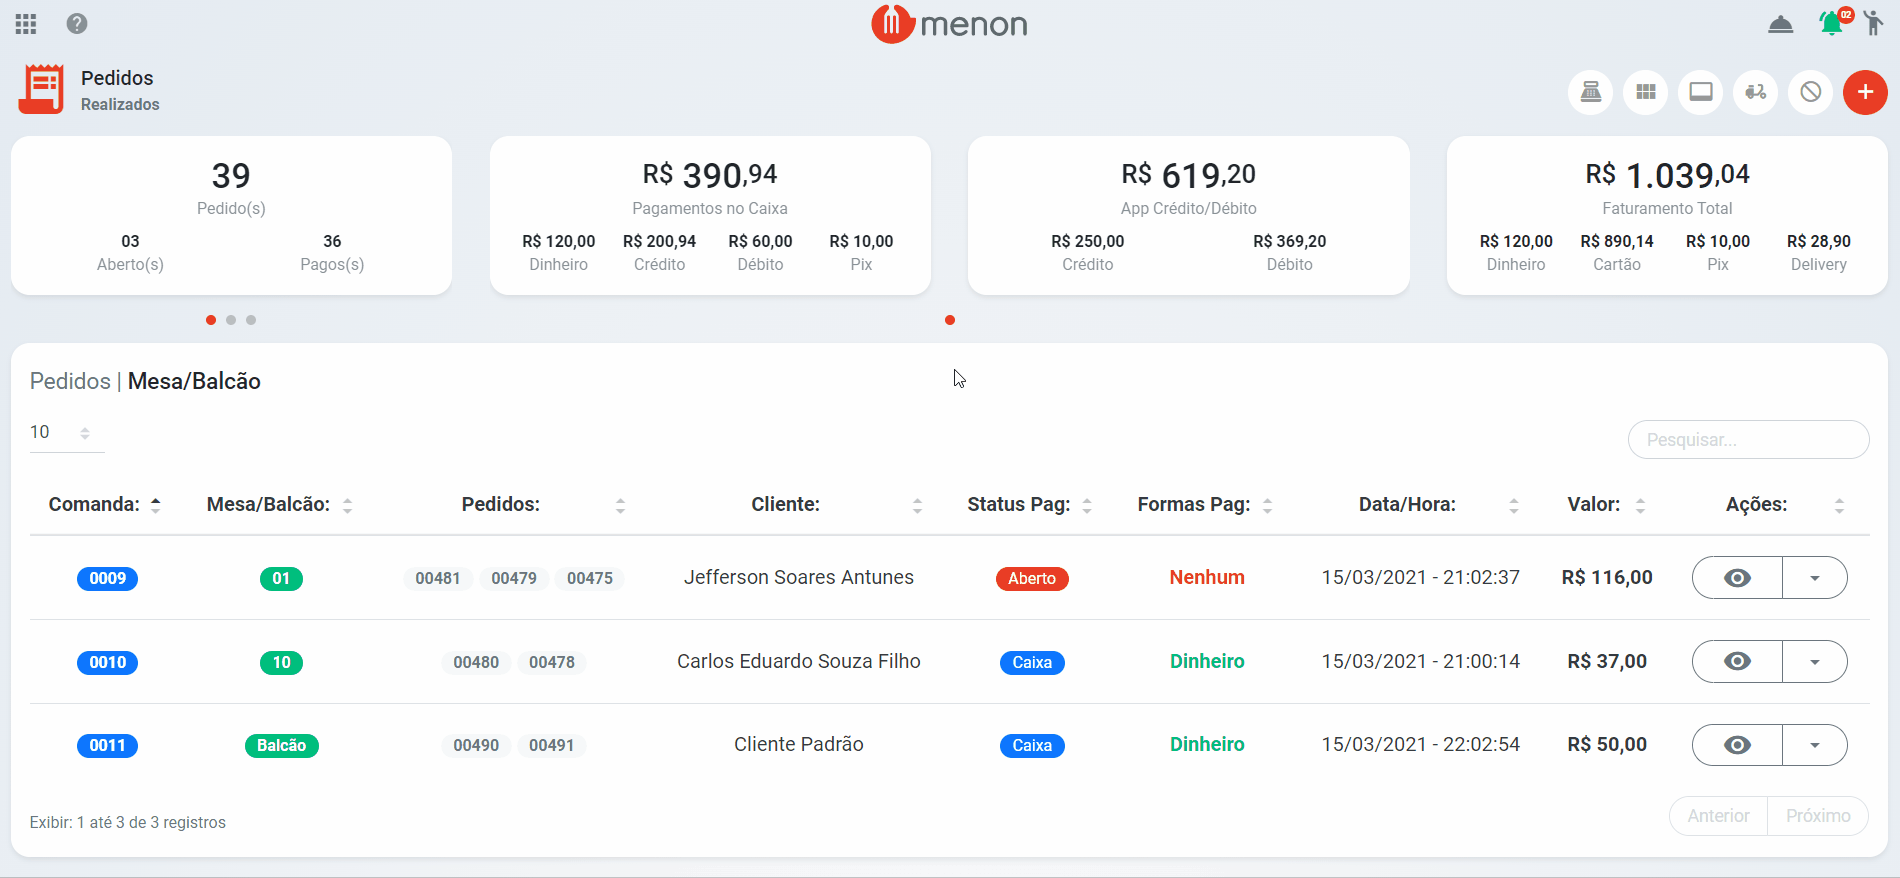 menon
02
Pedidos
Realizados
39
Pedido(s)
03 36
Aberto(s) Pagos(s)
R$ 390,94
Pagamentos no Caixa
R$ 120,00 R$ 200,94 R$ 60,00 R$ 10,00
Dinheiro Crédito Débito Pix
R$ 619,20
App Crédito/Débito
R$ 250,00 R$ 369,20
Crédito Débito
R$ 1.039,04
Faturamento Total
R$ 120,00 R$ 890,14 R$ 10,00 R$ 28,90
Dinheiro Cartão Pix Delivery
Pedidos | Mesa/Balcão
10
Pesquisar...
Comanda: Mesa/Balcão: Pedidos: Cliente: Status Pag: Formas Pag: Data/Hora: Valor: Ações:
0009 01 00481 00479 00475 Jefferson Soares Antunes Aberto Nenhum 15/03/2021 - 21:02:37 R$ 116,00
0010 10 00480 00478 Carlos Eduardo Souza Filho Caixa Dinheiro 15/03/2021 - 21:00:14 R$ 37,00
0011 Balcão 00490 00491 Cliente Padrão Caixa Dinheiro 15/03/2021 - 22:02:54 R$ 50,00
Exibir: 1 até 3 de 3 registros
Anterior Próximo